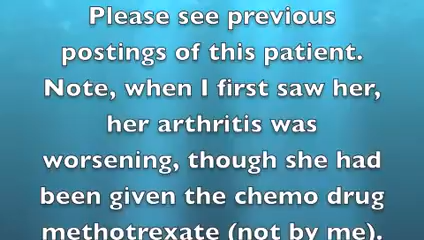 Please see previous
postings of this patient.
Note, when I first saw her,
her arthritis was
worsening, though she had
been given the chemo drug
methotrexate (not by me).